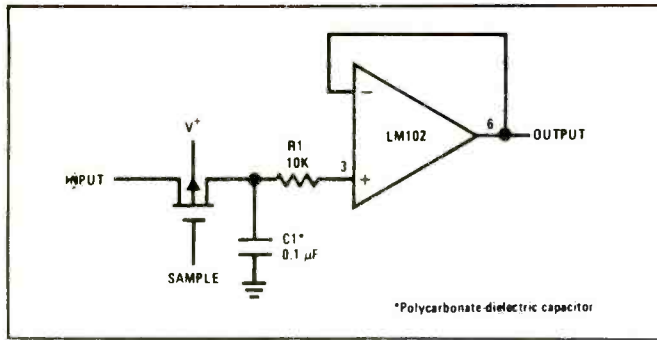 V+
R1
10K
3
−
+
LM102
6
OUTPUT
INPUT
C1*
0.1 μF
SAMPLE
*Polycarbonate-dielectric capacitor